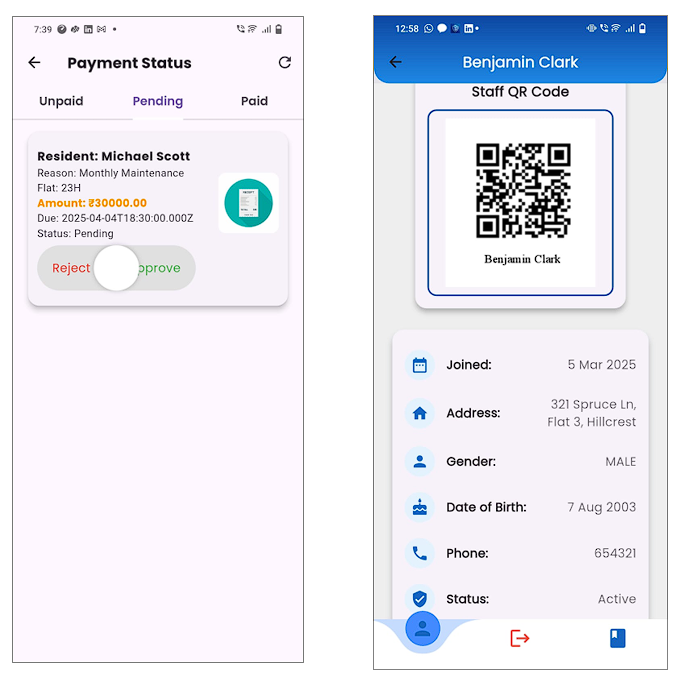 7:39
Payment Status
Unpaid
Pending
Paid
Resident: Michael Scott
Reason: Monthly Maintenance
Flat: 23H
Amount: ₹30000.00
Due: 2025-04-04T18:30:00.000Z
Status: Pending
Reject
pprove
12:58
Benjamin Clark
Staff QR Code
Benjamin Clark
Joined:
5 Mar 2025
Address:
321 Spruce Ln,
Flat 3, Hillcrest
Gender:
MALE
Date of Birth:
7 Aug 2003
Phone:
654321
Status:
Active